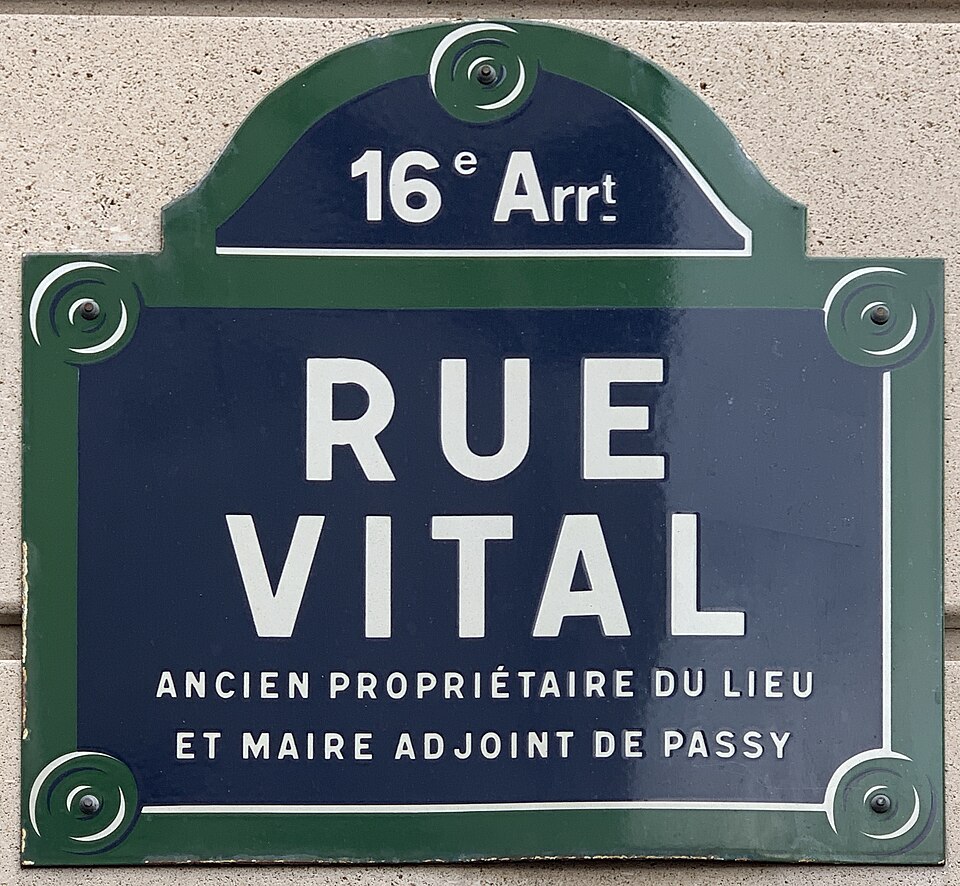 16e Arrt
RUE
VITAL
ANCIEN PROPRIÉTAIRE DU LIEU
ET MAIRE ADJOINT DE PASSY